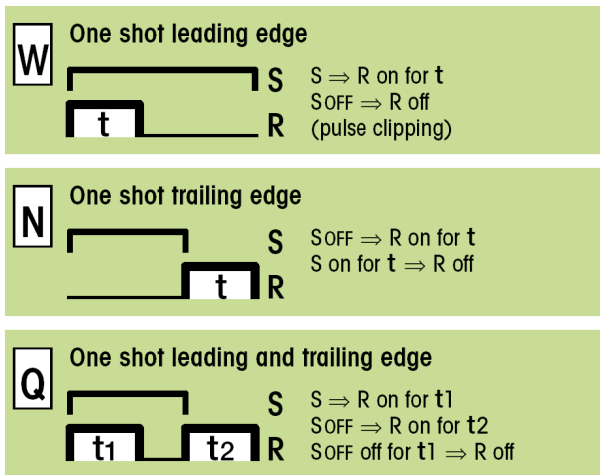 W
One shot leading edge
S
R
t
S ⇒ R on for t
SOFF ⇒ R off
(pulse clipping)
N
One shot trailing edge
S
R
t
SOFF ⇒ R on for t
S on for t ⇒ R off
Q
One shot leading and trailing edge
S
R
t1 t2
S ⇒ R on for t1
SOFF ⇒ R on for t2
SOFF off for t1 ⇒ R off